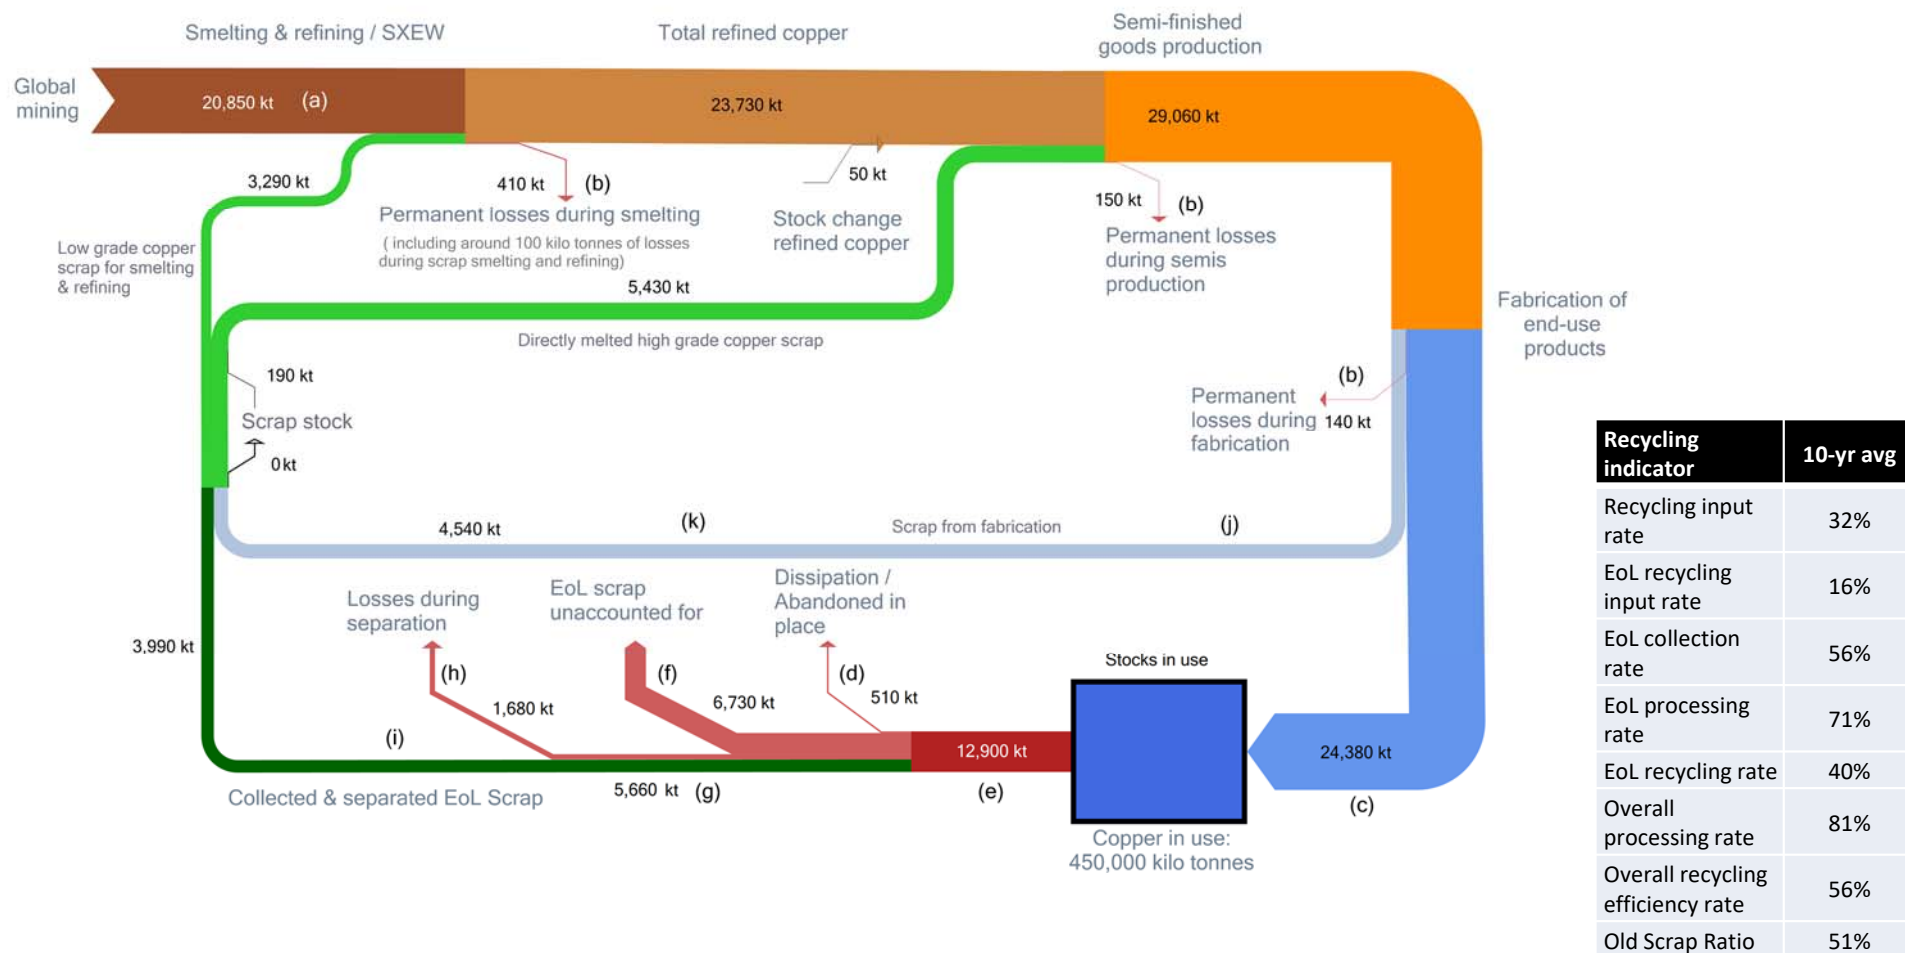 Smelting & refining / SXEW
Total refined copper
Semi-finished
goods production
Global
mining
20,850 kt (a)
23,730 kt
29,060 kt
3,290 kt
410 kt (b)
Permanent losses during smelting
( including around 100 kilo tonnes of losses
during scrap smelting and refining)
50 kt
Stock change
refined copper
150 kt (b)
Permanent losses
during semis
production
Low grade copper
scrap for smelting
& refining
5,430 kt
Directly melted high grade copper scrap
Fabrication of
end-use
products
190 kt
Scrap stock
0 kt
(b)
Permanent
losses during
fabrication
140 kt
4,540 kt
(k)
Scrap from fabrication
(j)
Losses during
separation
EoL scrap
unaccounted for
Dissipation /
Abandoned in
place
3,990 kt
(h)
1,680 kt
(f)
6,730 kt
(d)
510 kt
Stocks in use
(i)
12,900 kt
24,380 kt
Collected & separated EoL Scrap
5,660 kt (g)
(e)
(c)
Copper in use:
450,000 kilo tonnes
Recycling
indicator
10-yr avg
Recycling input
rate
32%
EoL recycling
input rate
16%
EoL collection
rate
56%
EoL processing
rate
71%
EoL recycling rate
40%
Overall
processing rate
81%
Overall recycling
efficiency rate
56%
Old Scrap Ratio
51%